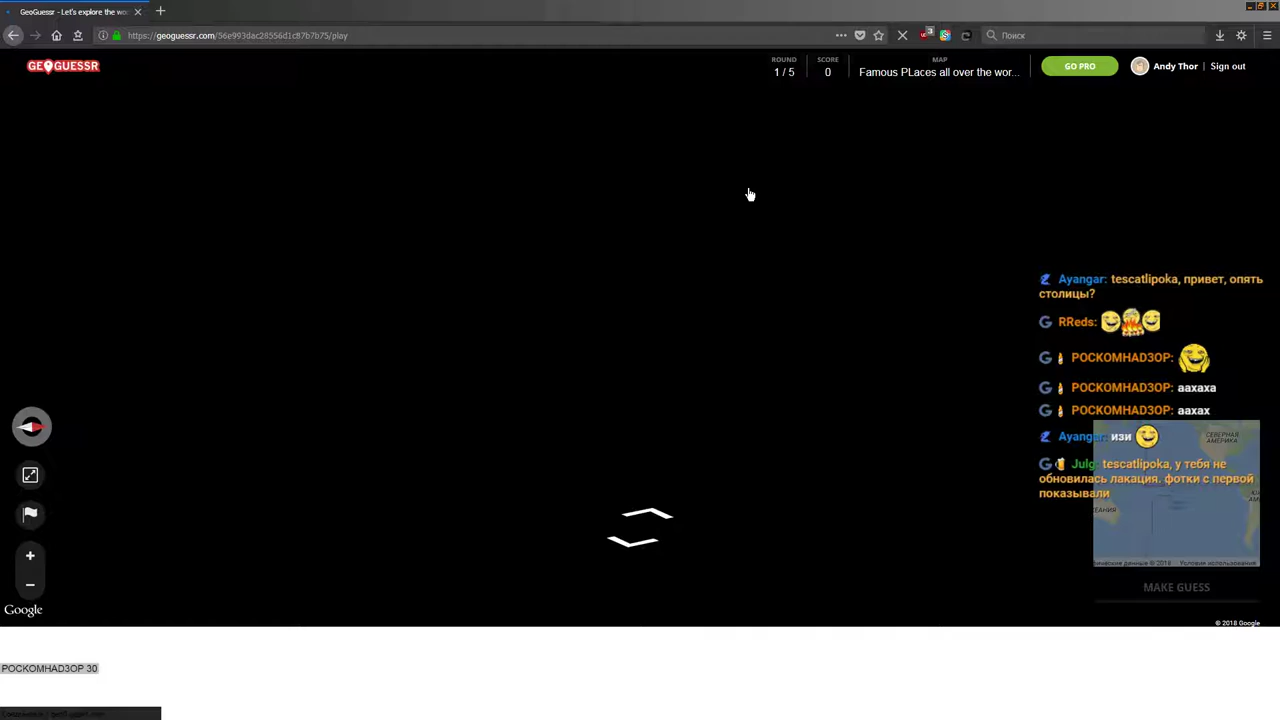 GeoGuessr - Let's explore the wo
https://geoguessr.com/56e993dac28556d1c87b7b75/play
3
Поиск
GEOGUESSR
ROUND
1 / 5
SCORE
0
MAP
Famous PLaces all over the wor...
GO PRO
Andy Thor | Sign out
Ayangar: tescatlipoka, привет, опять
столицы?
RReds:
РОСКОМНАДЗОР:
РОСКОМНАДЗОР: аахаха
РОСКОМНАДЗОР: аахах
Ayangar: изи
СЕВЕРНАЯ
АМЕРИКА
Julg: tescatlipoka, у тебя не
обновилась лакация. фотки с первой
показывали
MAKE GUESS
Google
© 2018 Google
РОСКОМНАДЗОР 30